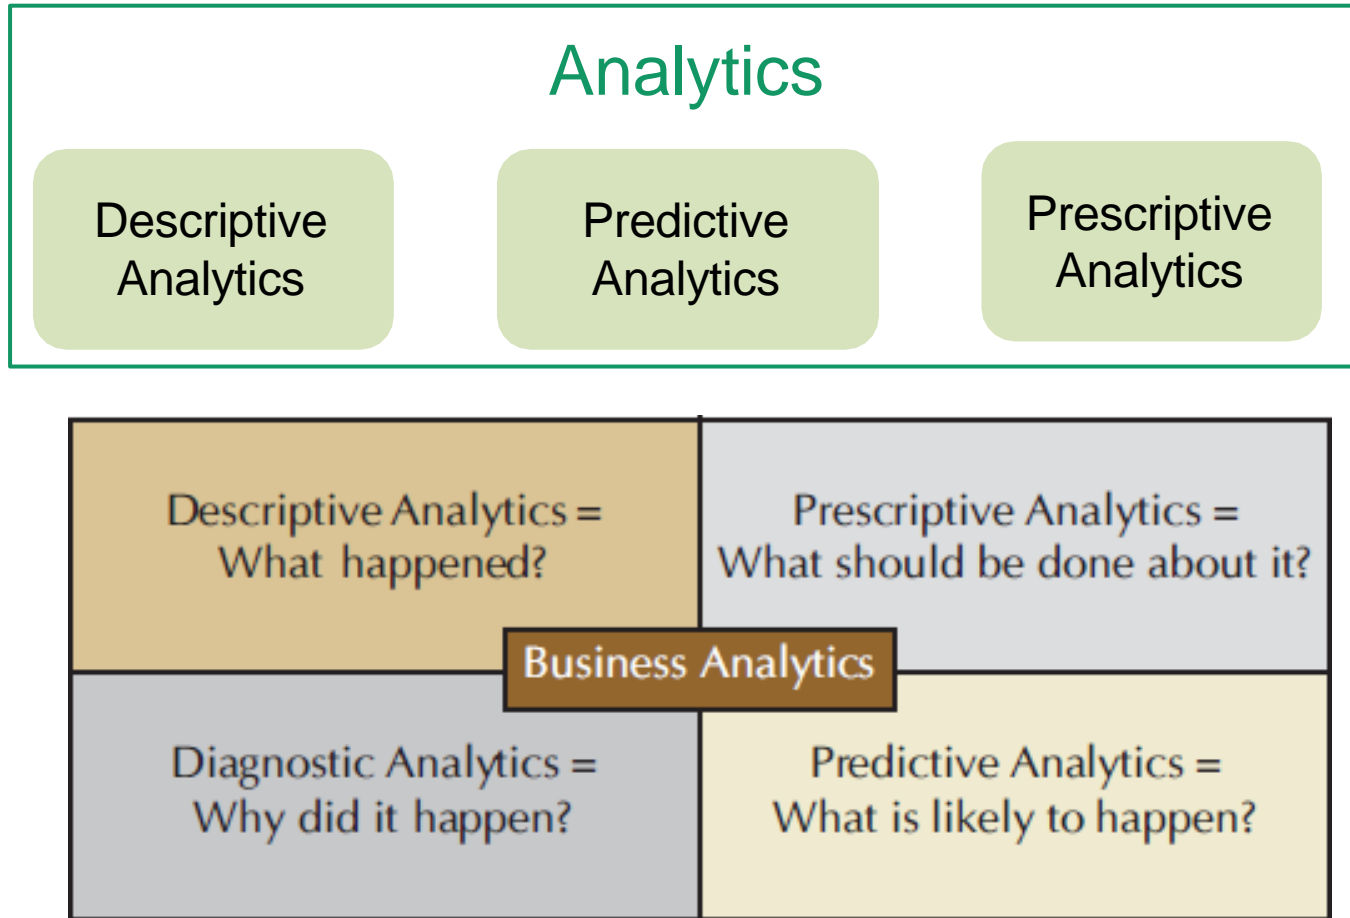 Analytics
Descriptive
Analytics
Predictive
Analytics
Prescriptive
Analytics
Descriptive Analytics =
What happened?
Prescriptive Analytics =
What should be done about it?
Business Analytics
Diagnostic Analytics =
Why did it happen?
Predictive Analytics =
What is likely to happen?